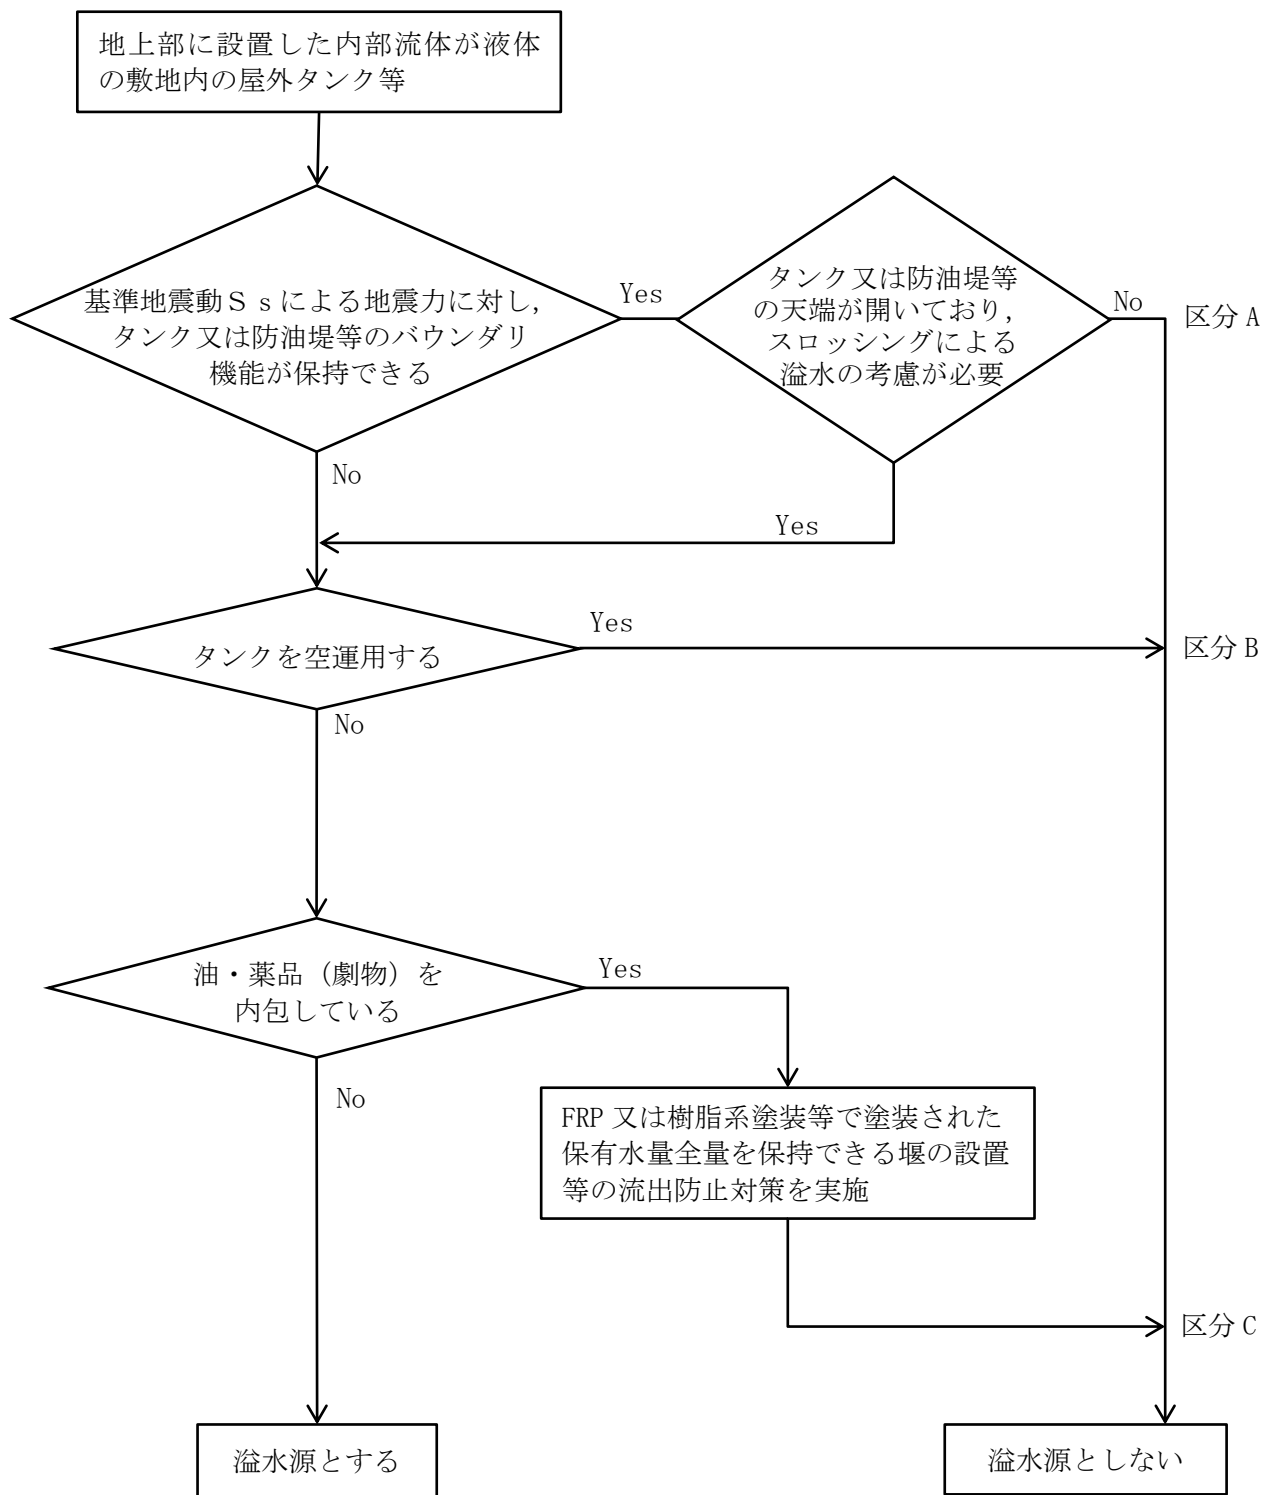 地上部に設置した内部流体が液体
の敷地内の屋外タンク等
基準地震動Ｓｓによる地震力に対し，
タンク又は防油堤等のバウンダリ
機能が保持できる
Yes
タンク又は防油堤等
の天端が開いており，
スロッシングによる
溢水の考慮が必要
No
区分 A
No
Yes
タンクを空運用する
Yes
区分 B
No
油・薬品（劇物）を
内包している
Yes
No
FRP 又は樹脂系塗装等で塗装された
保有水量全量を保持できる堰の設置
等の流出防止対策を実施
区分 C
溢水源とする
溢水源としない